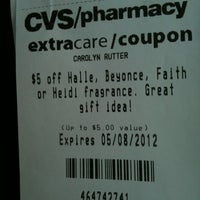 CVS/pharmacy
extracare/coupon
CAROLYN RUTTER
$5 off Halle, Beyonce, Faith
or Heidi fragrance. Great
gift idea!
(Up to $5.00 value)
Expires 05/08/2012
464742741